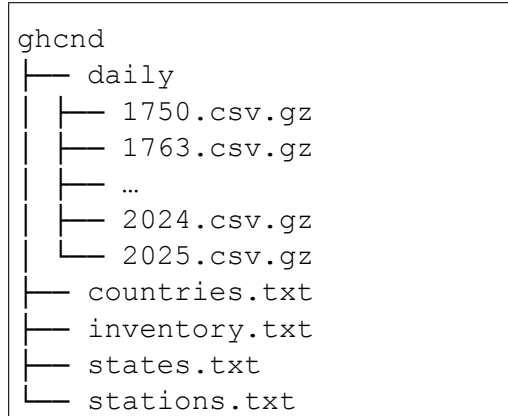 ghcnd
├── daily
│   ├── 1750.csv.gz
│   ├── 1763.csv.gz
│   ├── …
│   ├── 2024.csv.gz
│   └── 2025.csv.gz
├── countries.txt
├── inventory.txt
├── states.txt
└── stations.txt